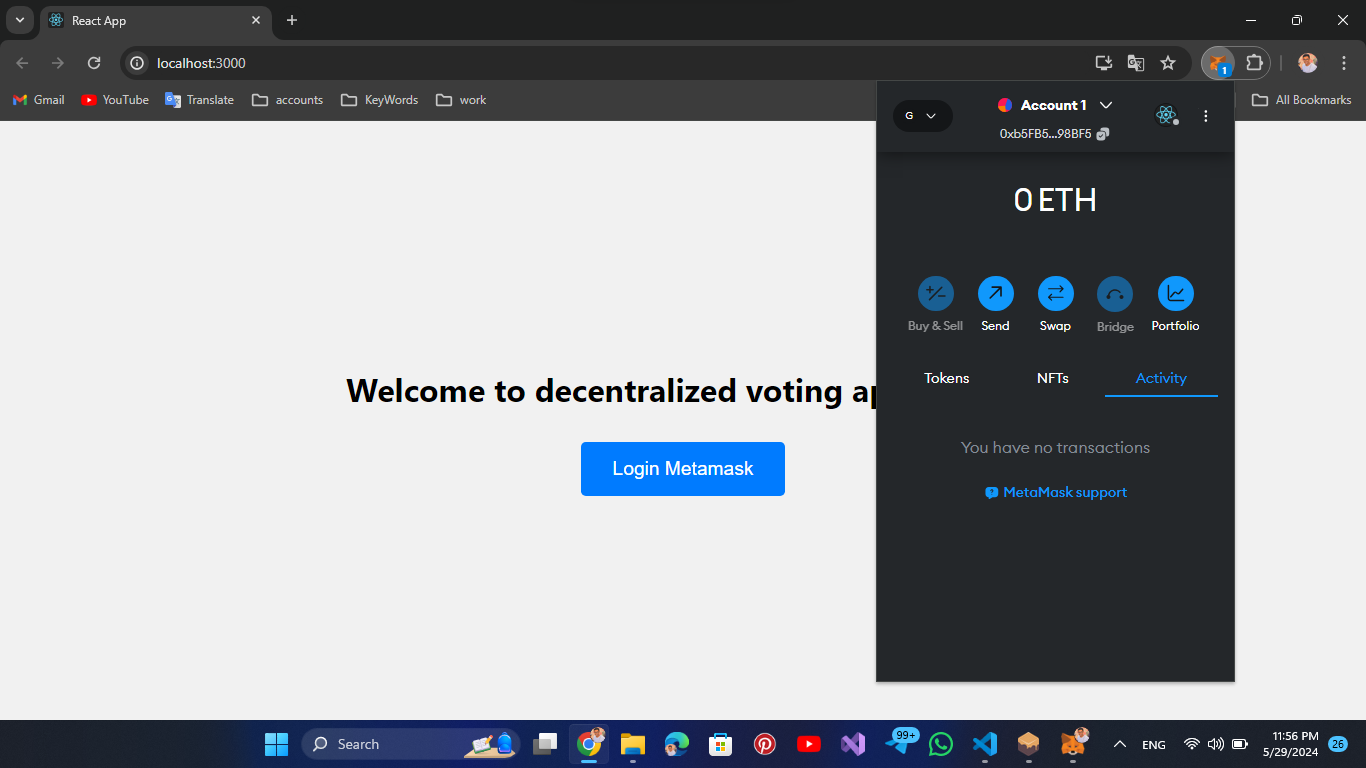 React App
localhost:3000
1
Gmail
YouTube
Translate
accounts
KeyWords
work
All Bookmarks
G
Account 1
0xb5FB5...98BF5
0 ETH
Buy & Sell
Send
Swap
Bridge
Portfolio
Tokens
NFTs
Activity
You have no transactions
MetaMask support
Welcome to decentralized voting ap
Login Metamask
Search
99+
ENG
11:56 PM
5/29/2024
26